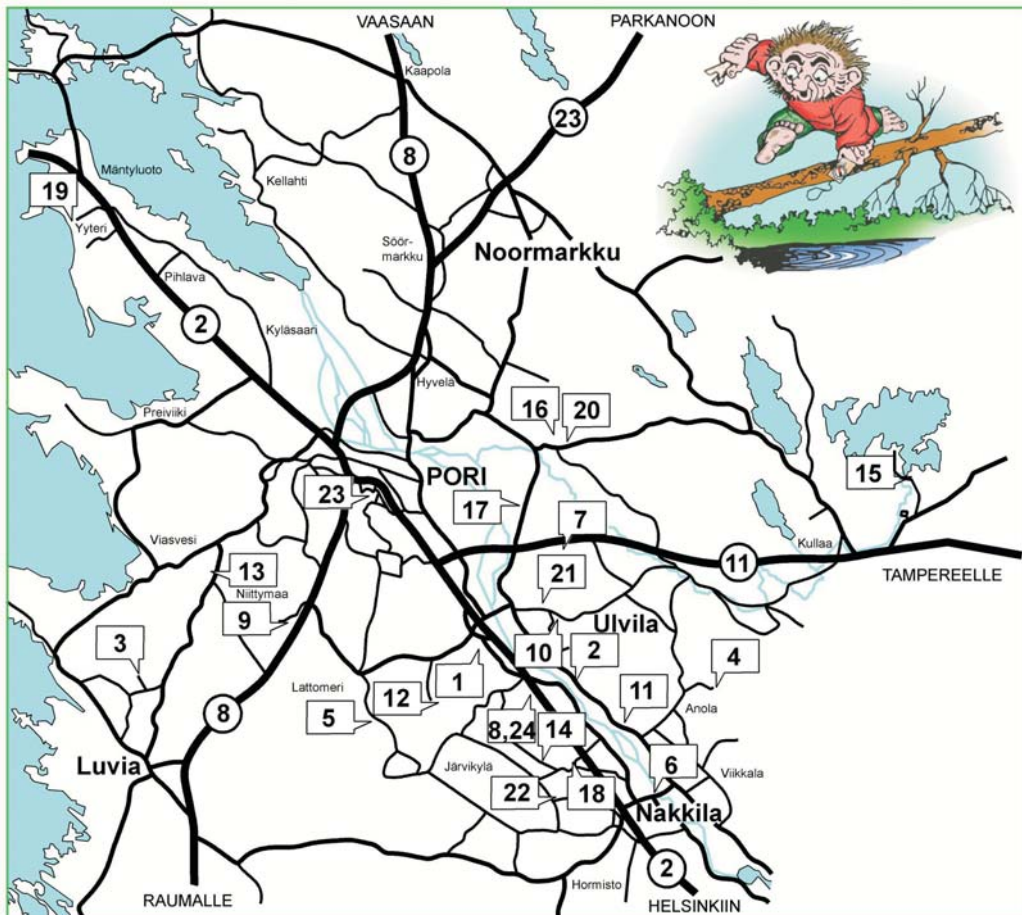 VAASAAN
PARKANOON
Kaapola
23
8
Mäntyluoto
19
Kellahti
Yyteri
Söör-
markku
Noormarkku
Pihlava
2
Kyläsaari
Hyvelä
Preiviiki
16
20
PORI
15
23
17
7
Viasvesi
Kullaa
11
13
21
TAMPEREELLE
Niittymaa
9
Ulvila
3
10
2
4
1
Lattomeri
12
11
5
Anola
8
8,24
14
Luvia
Järvikylä
6
Viikkala
22
18
Nakkila
2
Hormisto
RAUMALLE
HELSINKIIN